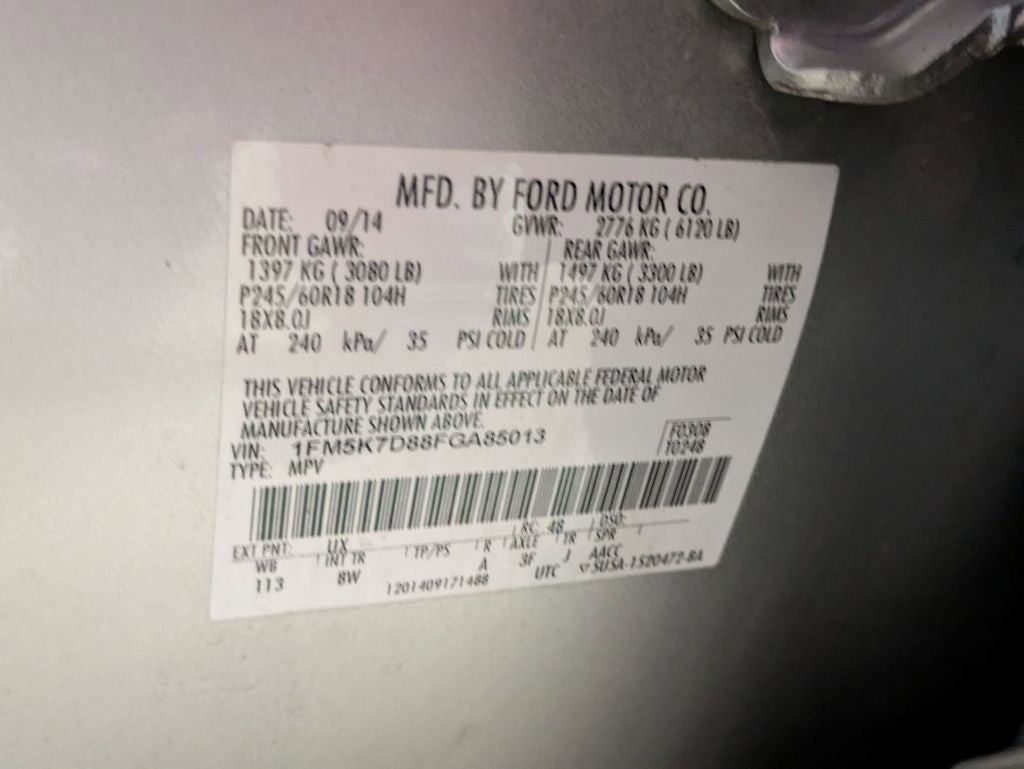 MFD. BY FORD MOTOR CO.
DATE: 09/14 GVWR: 2776 KG ( 6120 LB)
FRONT GAWR: REAR GAWR:
1397 KG ( 3080 LB) WITH 1497 KG ( 3300 LB) WITH
P245/60R18 104H TIRES P245/60R18 104H TIRES
18X8.0J RIMS 18X8.0J RIMS
AT 240 kPa/ 35 PSI COLD AT 240 kPa/ 35 PSI COLD
THIS VEHICLE CONFORMS TO ALL APPLICABLE FEDERAL MOTOR
VEHICLE SAFETY STANDARDS IN EFFECT ON THE DATE OF
MANUFACTURE SHOWN ABOVE.
VIN: 1FM5K7D88FGA85013 F0308
TYPE: MPV T0248
EXT PNT: UX RC: 48 DSO:
WB INT TR TP/PS R AXLE TR SPR
113 8W A 3F J AACC
1201409171488 UTC 5USA-1520472-BA